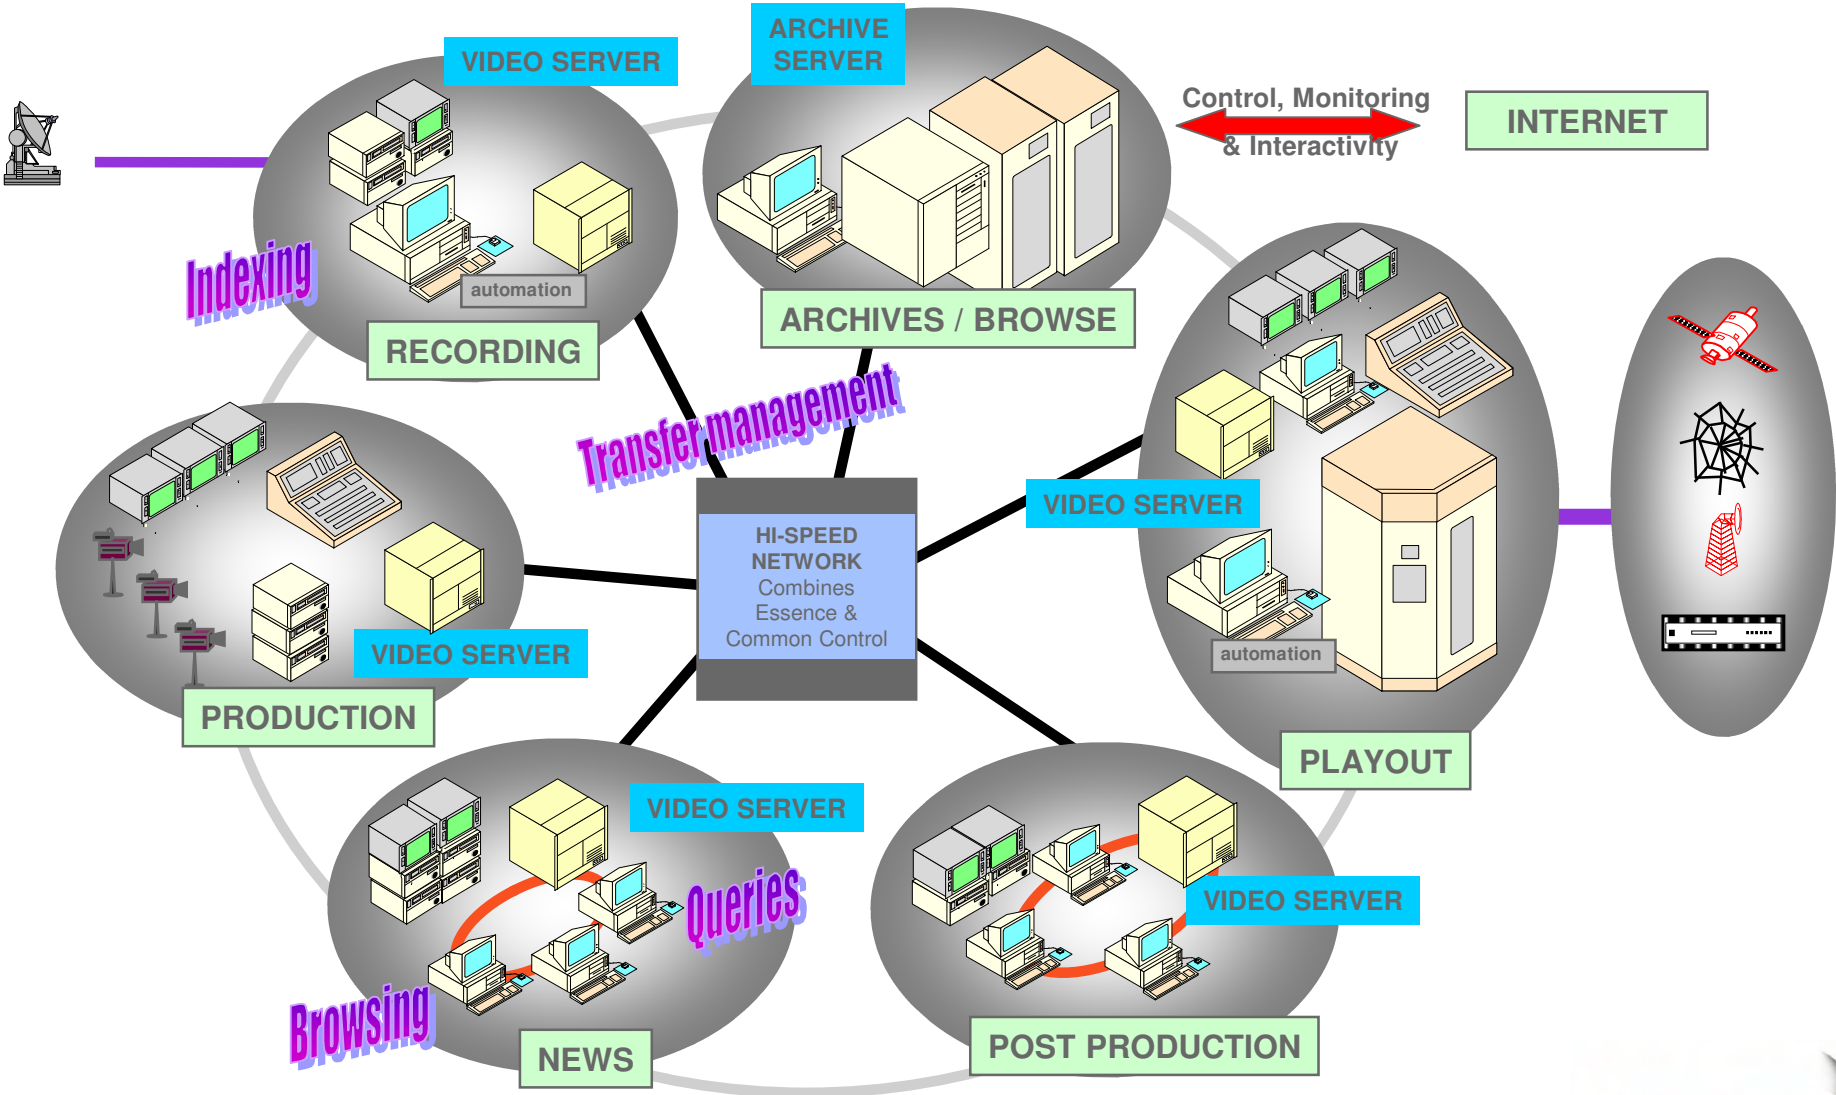 ARCHIVE
SERVER
VIDEO SERVER
Control, Monitoring
& Interactivity
INTERNET
Indexing
automation
RECORDING
ARCHIVES / BROWSE
Transfer management
VIDEO SERVER
HI-SPEED
NETWORK
Combines
Essence &
Common Control
VIDEO SERVER
automation
PRODUCTION
PLAYOUT
VIDEO SERVER
VIDEO SERVER
Queries
Browsing
NEWS
POST PRODUCTION